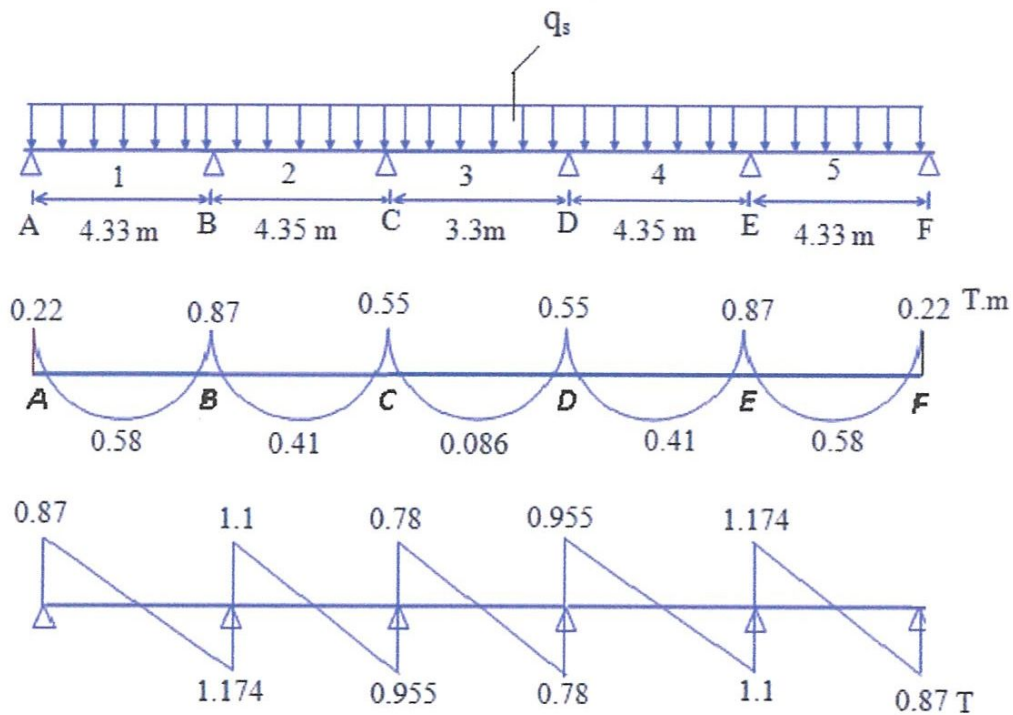 qs
1 2 3 4 5
A 4.33 m B 4.35 m C 3.3m D 4.35 m E 4.33 m F
0.22 0.87 0.55 0.55 0.87 0.22 T.m
A B C D E F
0.58 0.41 0.086 0.41 0.58
0.87 1.1 0.78 0.955 1.174
1.174 0.955 0.78 1.1 0.87 T